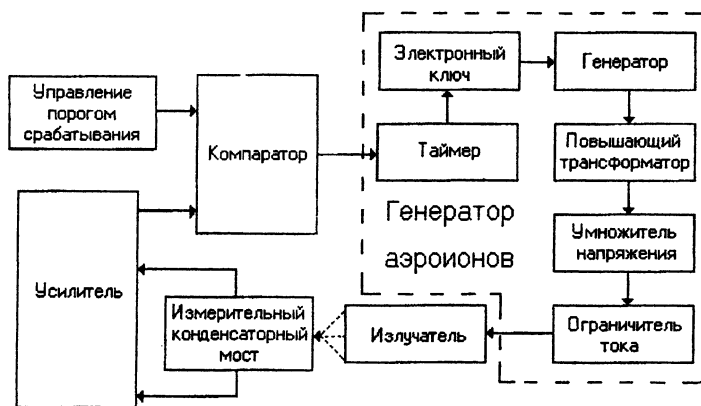 Электронный
ключ
Генератор
Управление
порогом
срабатывания
Компаратор
Таймер
Повышающий
трансформатор
Генератор
аэроионов
Умножитель
напряжения
Усилитель
Измерительный
конденсаторный
мост
Излучатель
Ограничитель
тока